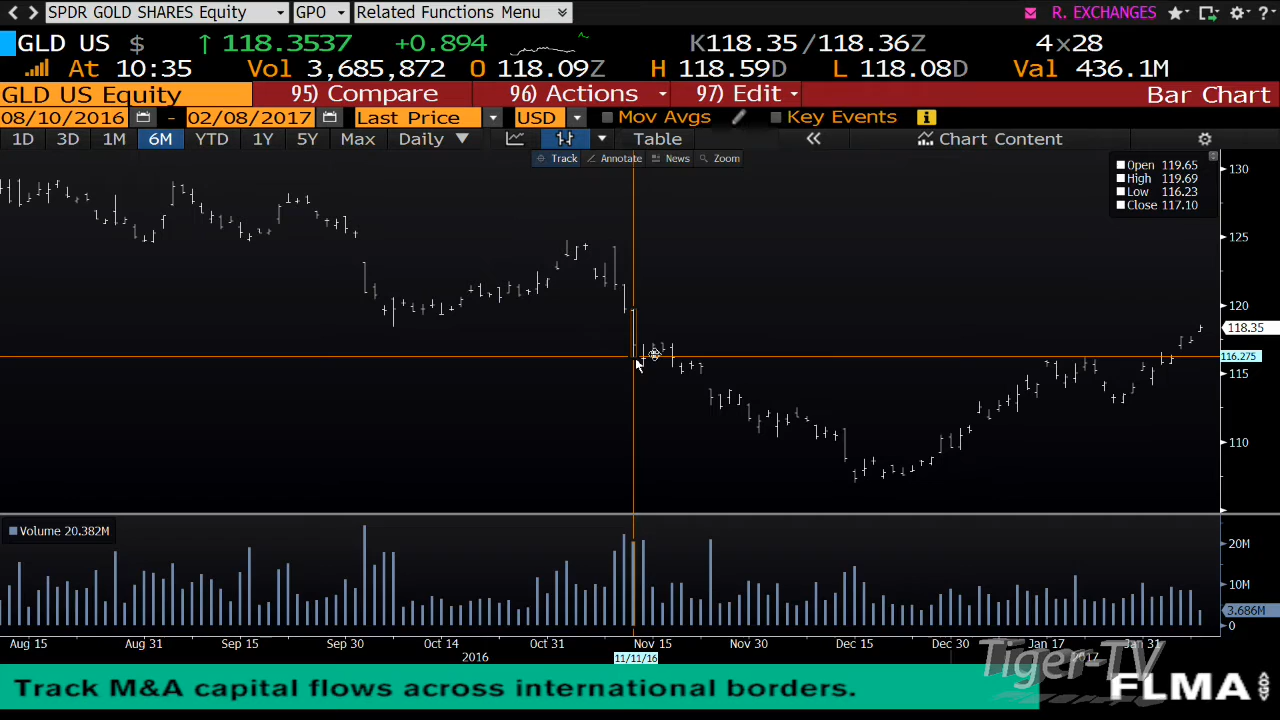 SPDR GOLD SHARES Equity GPO Related Functions Menu R. EXCHANGES ?
GLD US $ ↑ 118.3537 +0.894 K118.35 /118.36Z 4x28
At 10:35 Vol 3,685,872 O 118.09Z H 118.59D L 118.08D Val 436.1M
GLD US Equity 95) Compare 96) Actions 97) Edit Bar Chart
08/10/2016 - 02/08/2017 Last Price USD Mov Avgs Key Events i
1D 3D 1M 6M YTD 1Y 5Y Max Daily Table « Chart Content
Track Annotate News Zoom
Open 119.65
High 119.69
Low 116.23
Close 117.10
130
125
120
118.35
116.275
115
110
Volume 20.382M
20M
10M
3.686M
0
Aug 15 Aug 31 Sep 15 Sep 30 Oct 14 Oct 31 Nov 15 Nov 30 Dec 15 Dec 30 Jan 17 Jan 31
2016 11/11/16 2017
Tiger-TV
Track M&A capital flows across international borders. FLMA GO